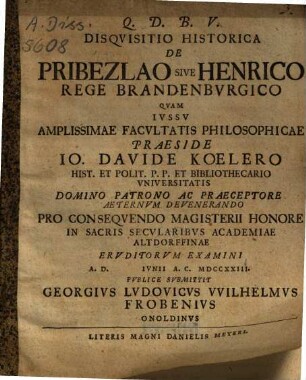 A. Diss.
5608
Q. D. B. V.
DISQVISITIO HISTORICA
DE
PRIBEZLAO SIVE HENRICO
REGE BRANDENBVRGICO
QVAM
IVSSV
AMPLISSIMAE FACVLTATIS PHILOSOPHICAE
PRAESIDE
IO. DAVIDE KOELERO
HIST. ET POLIT. P. P. ET BIBLIOTHECARIO
VNIVERSITATIS
DOMINO PATRONO AC PRAECEPTORE
AETERNVM DEVENERANDO
PRO CONSEQVENDO MAGISTERII HONORE
IN SACRIS SECVLARIBVS ACADEMIAE
ALTDORFFINAE
ERVDITORVM EXAMINI
A. D. IVNII A. C. MDCCXXIII.
PVBLICE SVBMITTIT
GEORGIVS LVDOVICVS VVILHELMVS
FROBENIVS
ONOLDINVS
LITERIS MAGNI DANIELIS MEYERI.